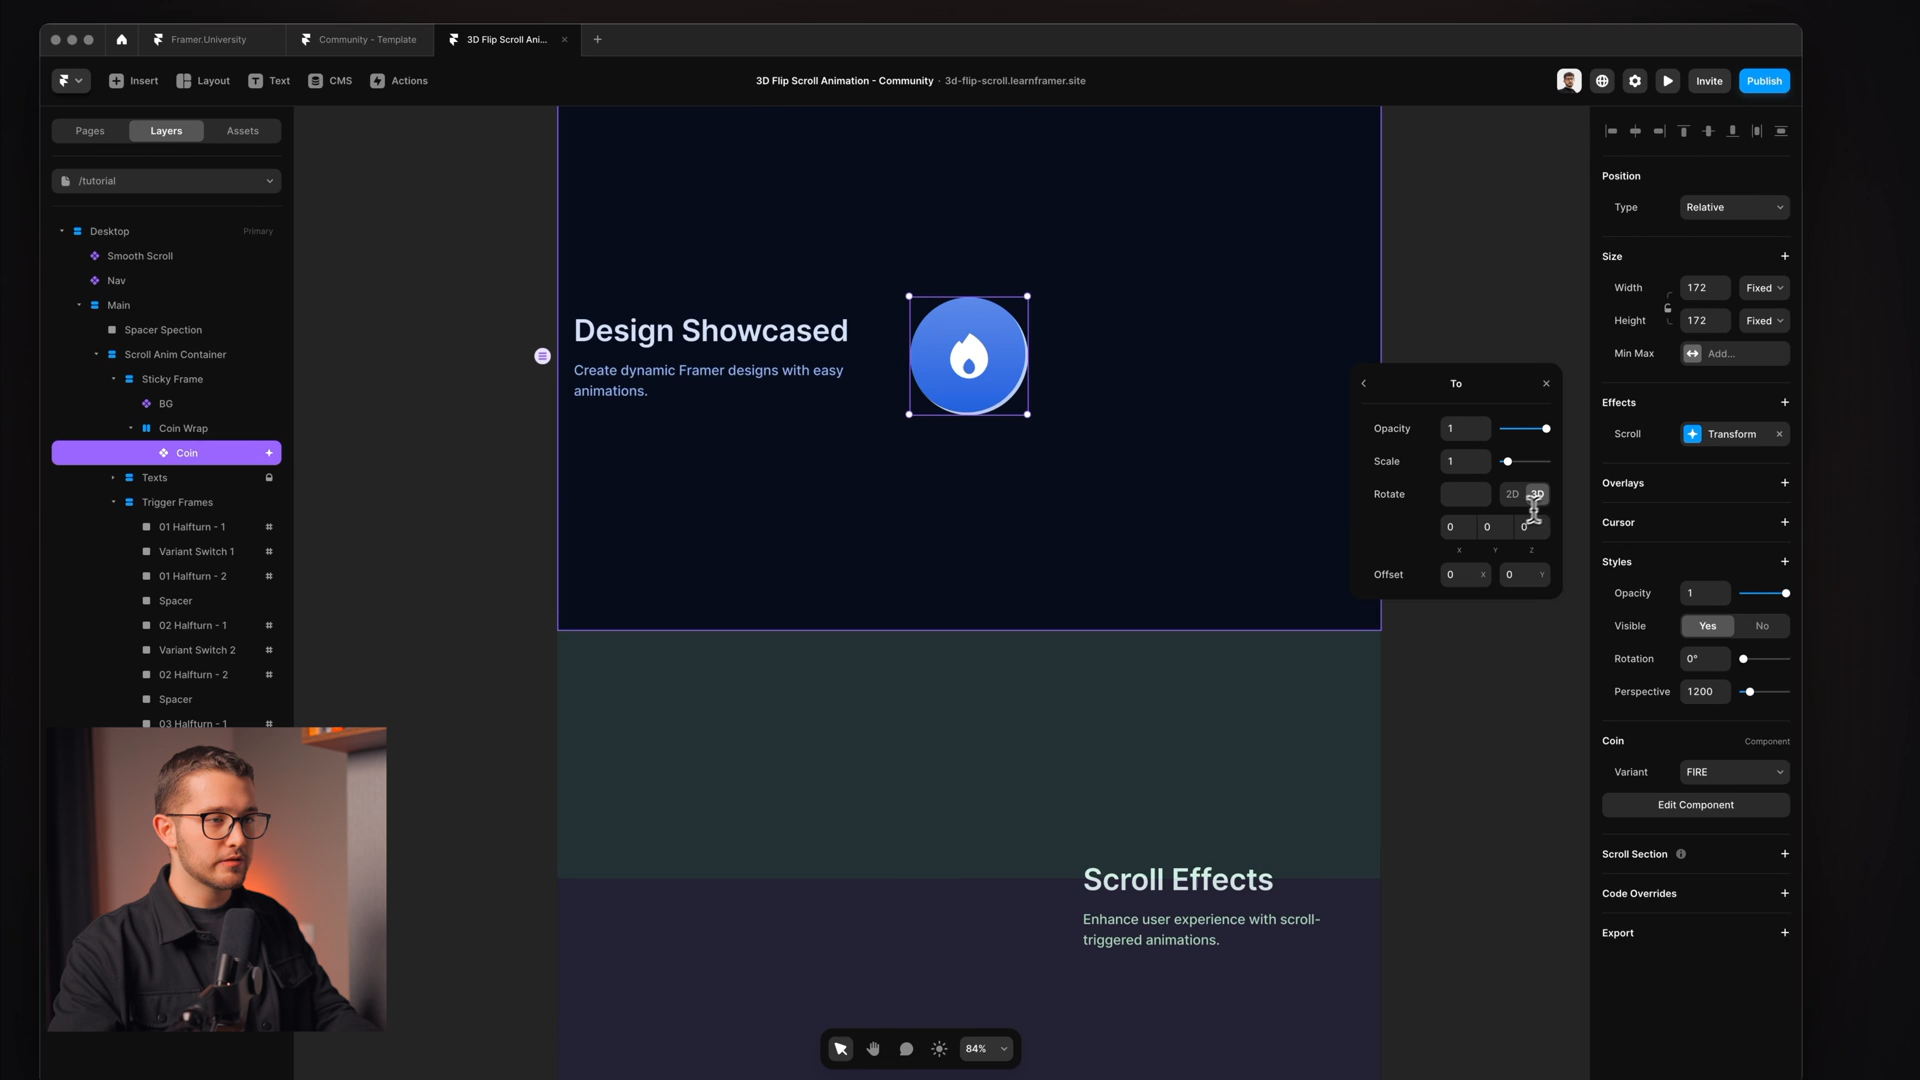 Framer.University
Community - Template
3D Flip Scroll Ani...
Insert
Layout
Text
CMS
Actions
3D Flip Scroll Animation - Community · 3d-flip-scroll.learnframer.site
Invite
Publish
Pages
Layers
Assets
/tutorial
Desktop
Primary
Smooth Scroll
Nav
Main
Spacer Spection
Scroll Anim Container
Sticky Frame
BG
Coin Wrap
Coin
Texts
Trigger Frames
01 Halfturn - 1
Variant Switch 1
01 Halfturn - 2
Spacer
02 Halfturn - 1
Variant Switch 2
02 Halfturn - 2
Spacer
03 Halfturn - 1
Design Showcased
Create dynamic Framer designs with easy
animations.
Scroll Effects
Enhance user experience with scroll-
triggered animations.
84%
To
Opacity 1
Scale 1
Rotate 2D 3D
0 0 0
X Y Z
Offset 0 X 0 Y
Position
Type Relative
Size
Width 172 Fixed
Height 172 Fixed
Min Max Add...
Effects
Scroll Transform
Overlays
Cursor
Styles
Opacity 1
Visible Yes No
Rotation 0°
Perspective 1200
Coin Component
Variant FIRE
Edit Component
Scroll Section
Code Overrides
Export